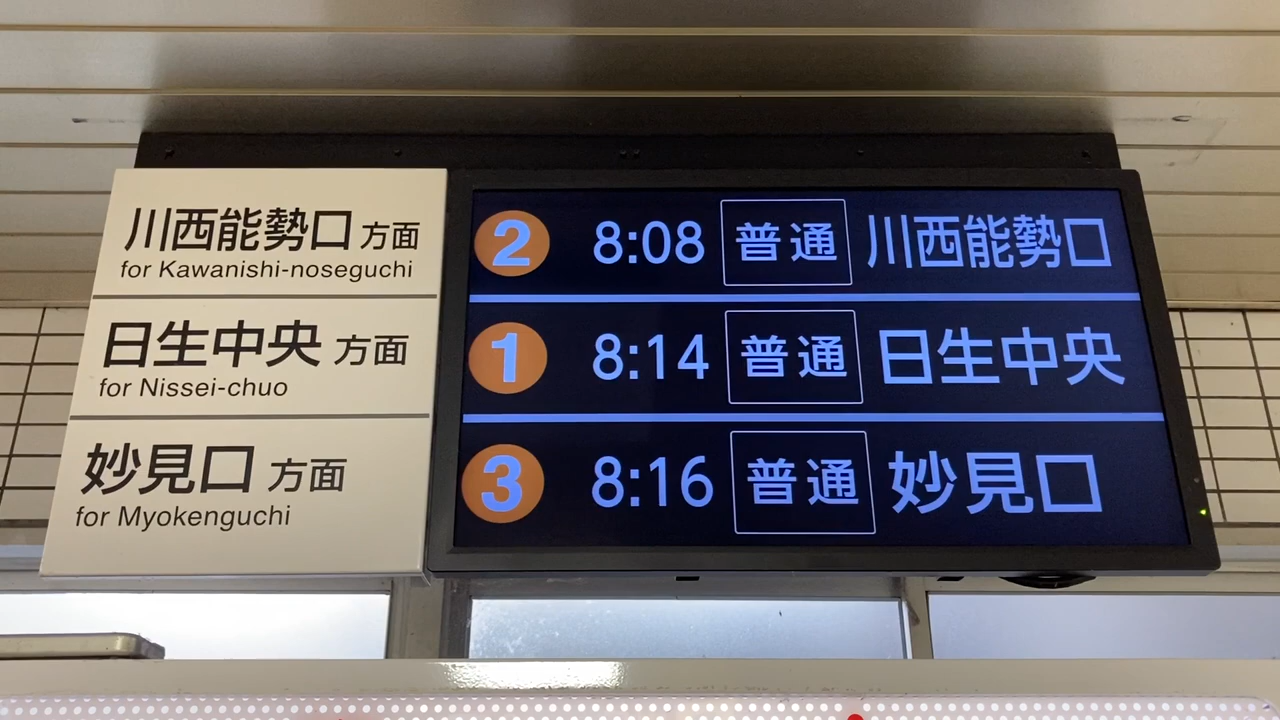 川西能勢口 方面
for Kawanishi-noseguchi
日生中央 方面
for Nissei-chuo
妙見口 方面
for Myokenguchi
2 8:08 普通 川西能勢口
1 8:14 普通 日生中央
3 8:16 普通 妙見口